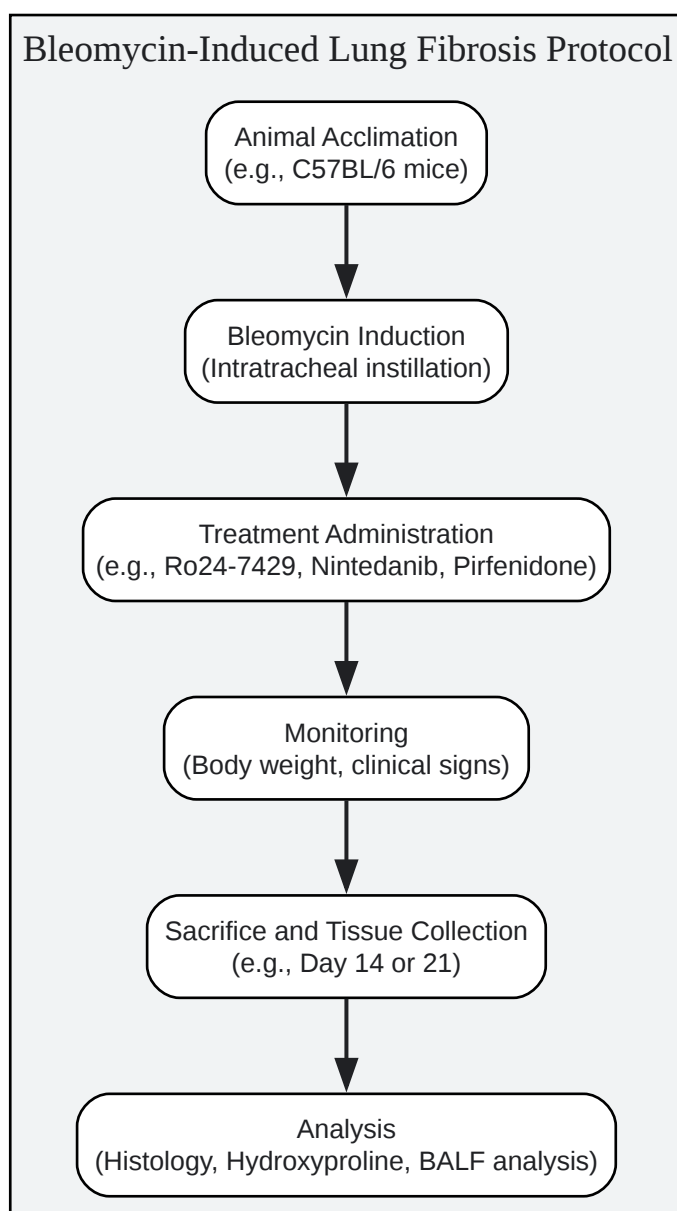 Bleomycin-Induced Lung Fibrosis Protocol
Animal Acclimation
(e.g., C57BL/6 mice)
Bleomycin Induction
(Intratracheal instillation)
Treatment Administration
(e.g., Ro24-7429, Nintedanib, Pirfenidone)
Monitoring
(Body weight, clinical signs)
Sacrifice and Tissue Collection
(e.g., Day 14 or 21)
Analysis
(Histology, Hydroxyproline, BALF analysis)